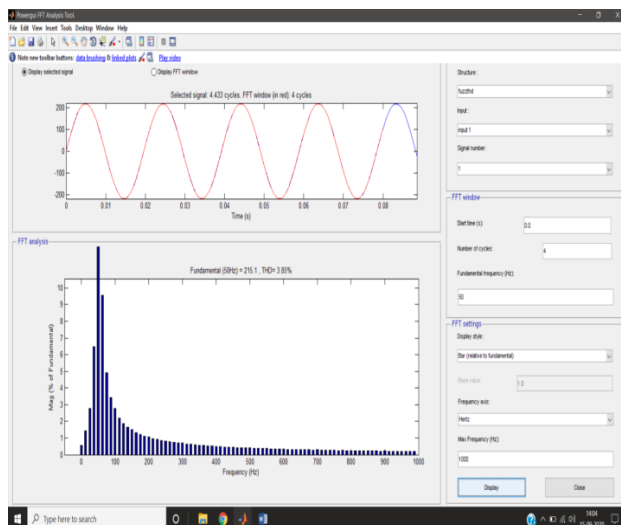 Powergui FFT Analysis Tool
File Edit View Insert Tools Desktop Window Help
Note new toolbar buttons: data brushing & linked plots Play video
Display selected signal Display FFT window
Selected signal: 4.433 cycles. FFT window (in red): 4 cycles
200
100
0
-100
-200
0 0.01 0.02 0.03 0.04 0.05 0.06 0.07 0.08
Time (s)
FFT analysis
Fundamental (50Hz) = 215.1 , THD= 3.85%
10
9
8
7
6
5
4
3
2
1
0
Mag (% of Fundamental)
0 100 200 300 400 500 600 700 800 900 1000
Frequency (Hz)
Structure :
fuzzthd
Input :
input 1
Signal number:
1
FFT window
Start time (s): 0.0
Number of cycles: 4
Fundamental frequency (Hz):
50
FFT settings
Display style :
Bar (relative to fundamental)
Base value: 1.0
Frequency axis:
Hertz
Max Frequency (Hz):
1000
Display Close
Type here to search
14:04
15-09-2020